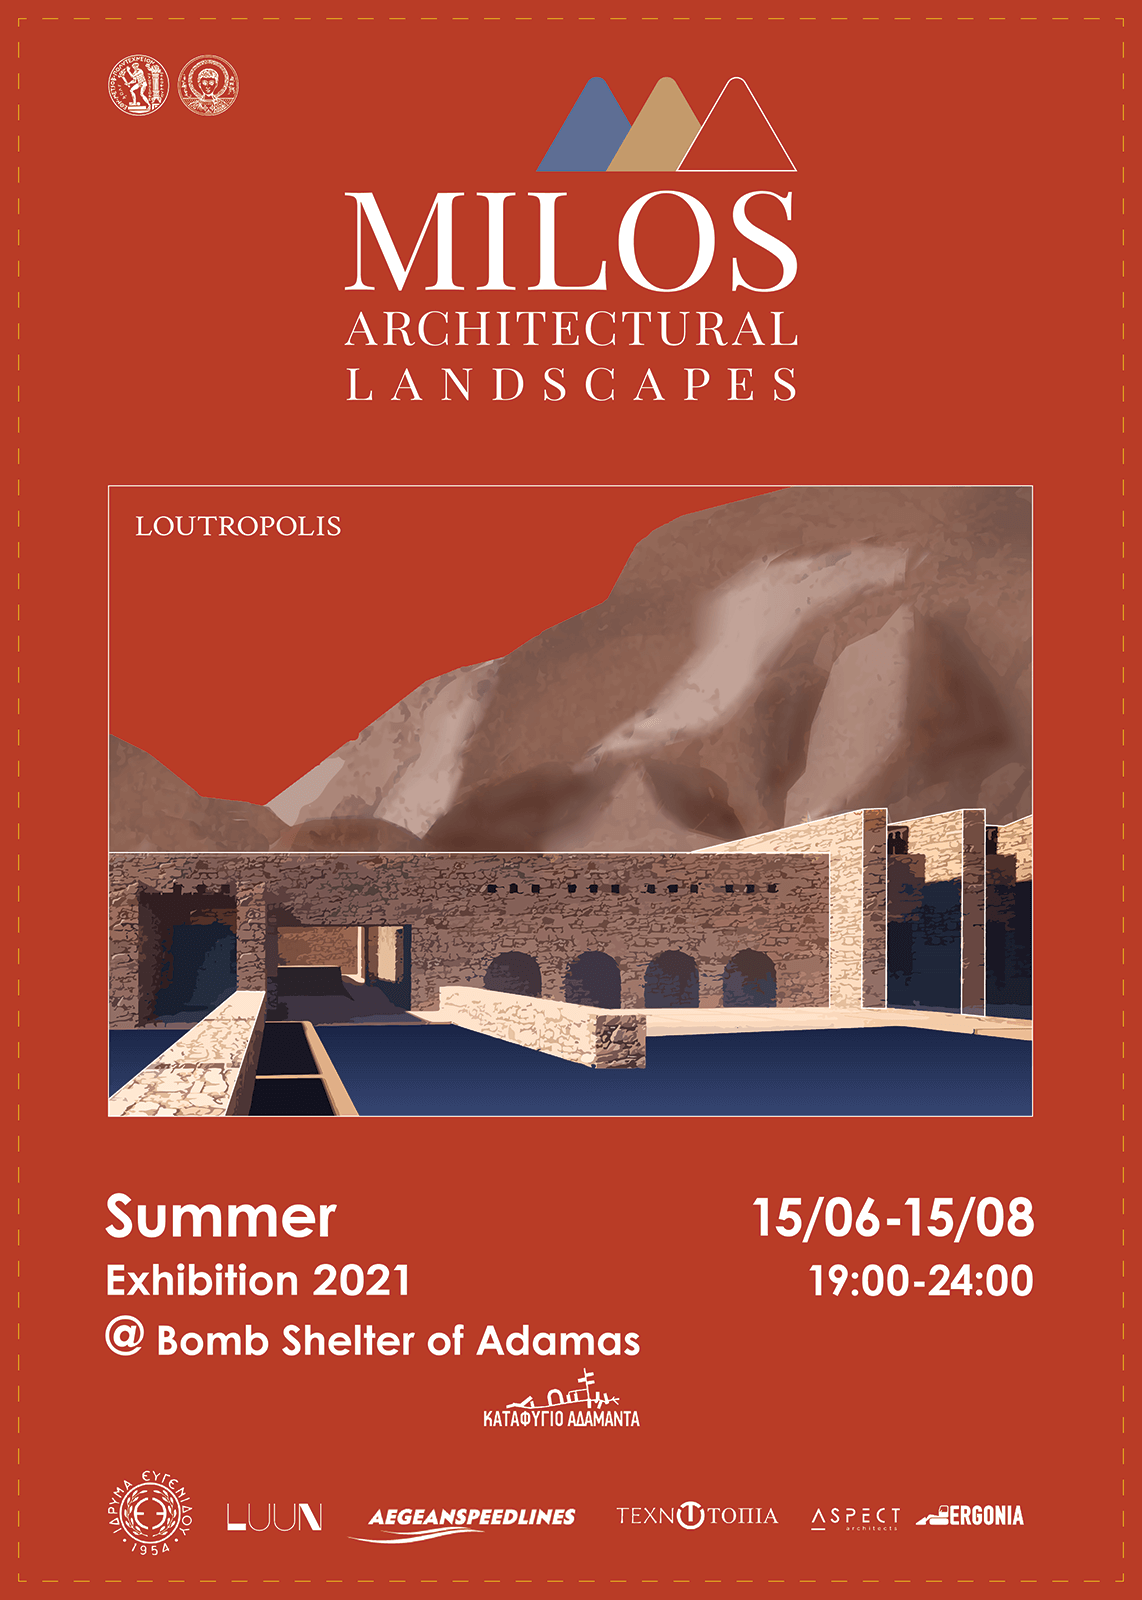 MILOS
ARCHITECTURAL
LANDSCAPES
LOUTROPOLIS
Summer
Exhibition 2021
@ Bomb Shelter of Adamas
15/06-15/08
19:00-24:00
ΚΑΤΑΦΥΓΙΟ ΑΔΑΜΑΝΤΑ
ΙΔΡΥΜΑ ΕΥΓΕΝΙΔΟΥ
1954
LUUN
AEGEANSPEEDLINES
ΤΕΧΝΤΟΤΟΠΙΑ
ASPECT
architects
ERGONIA